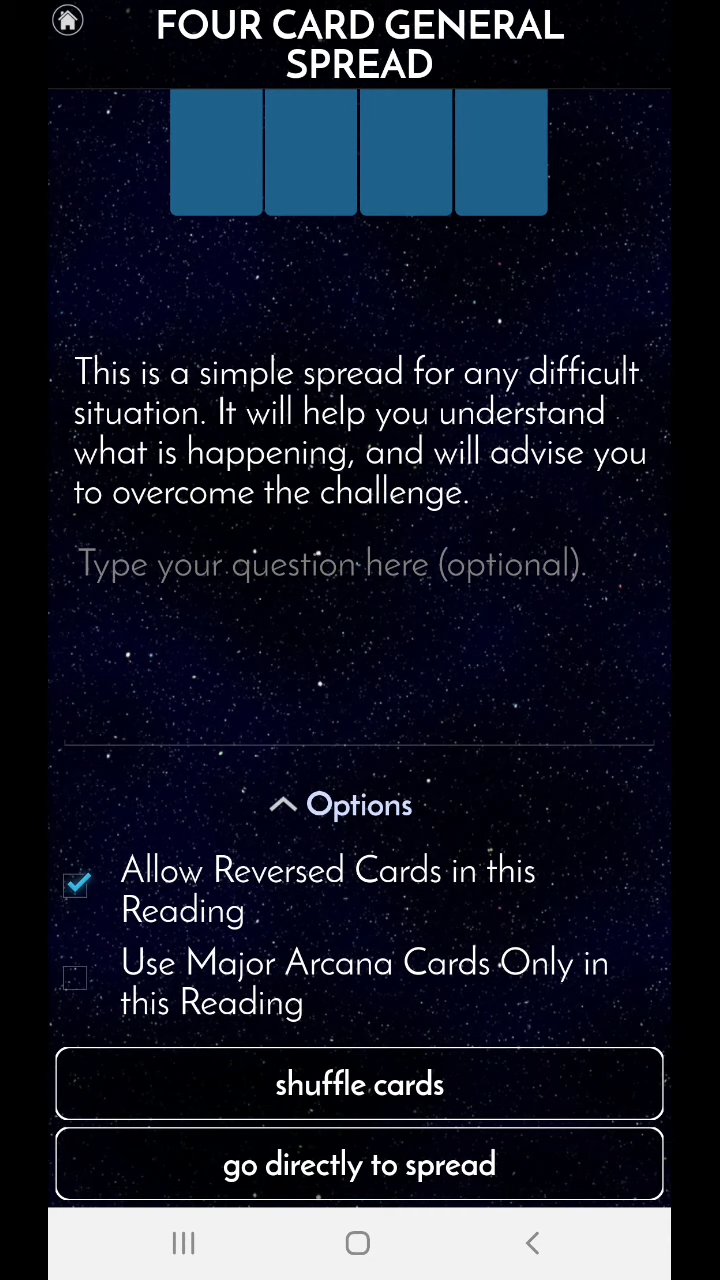 FOUR CARD GENERAL
SPREAD
This is a simple spread for any difficult
situation. It will help you understand
what is happening, and will advise you
to overcome the challenge.
Type your question here (optional).
Options
Allow Reversed Cards in this
Reading
Use Major Arcana Cards Only in
this Reading
shuffle cards
go directly to spread